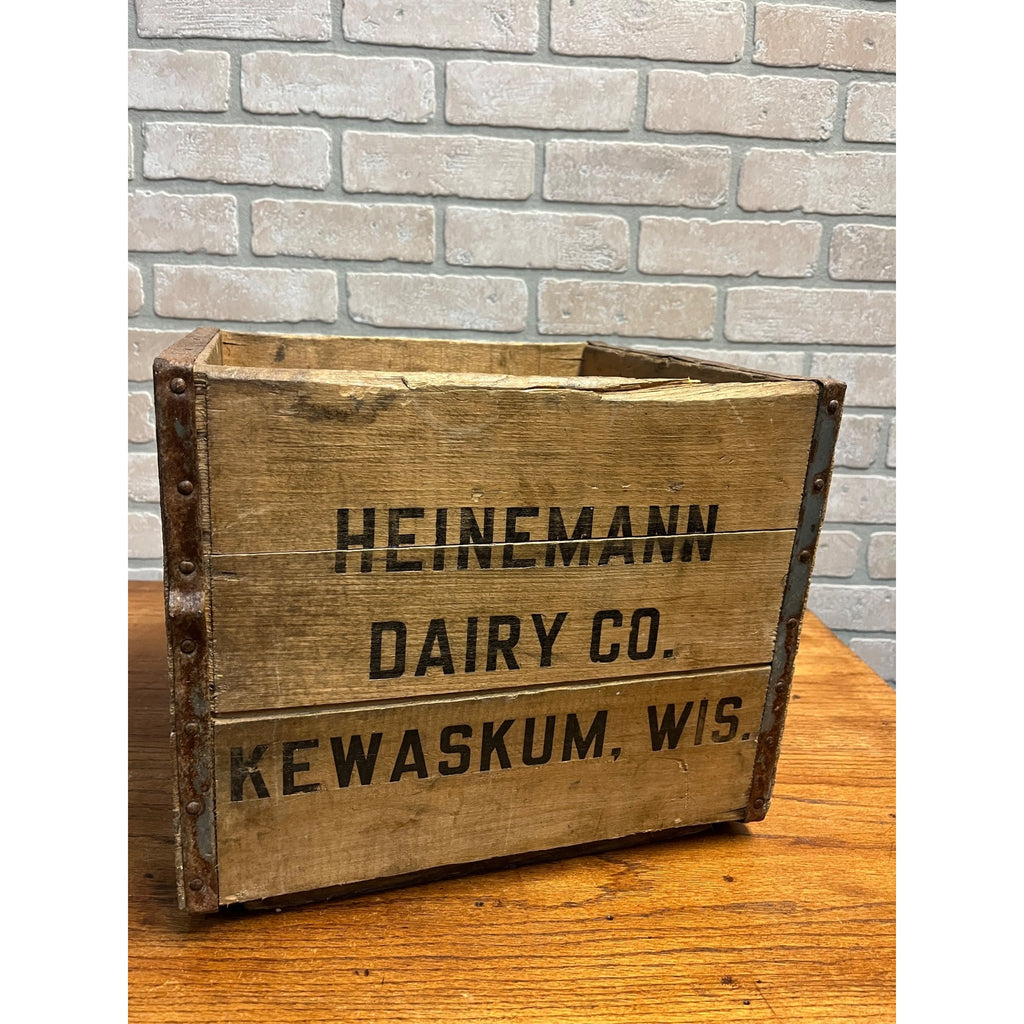 HEINEMANN
DAIRY CO.
KEWASKUM, WIS.